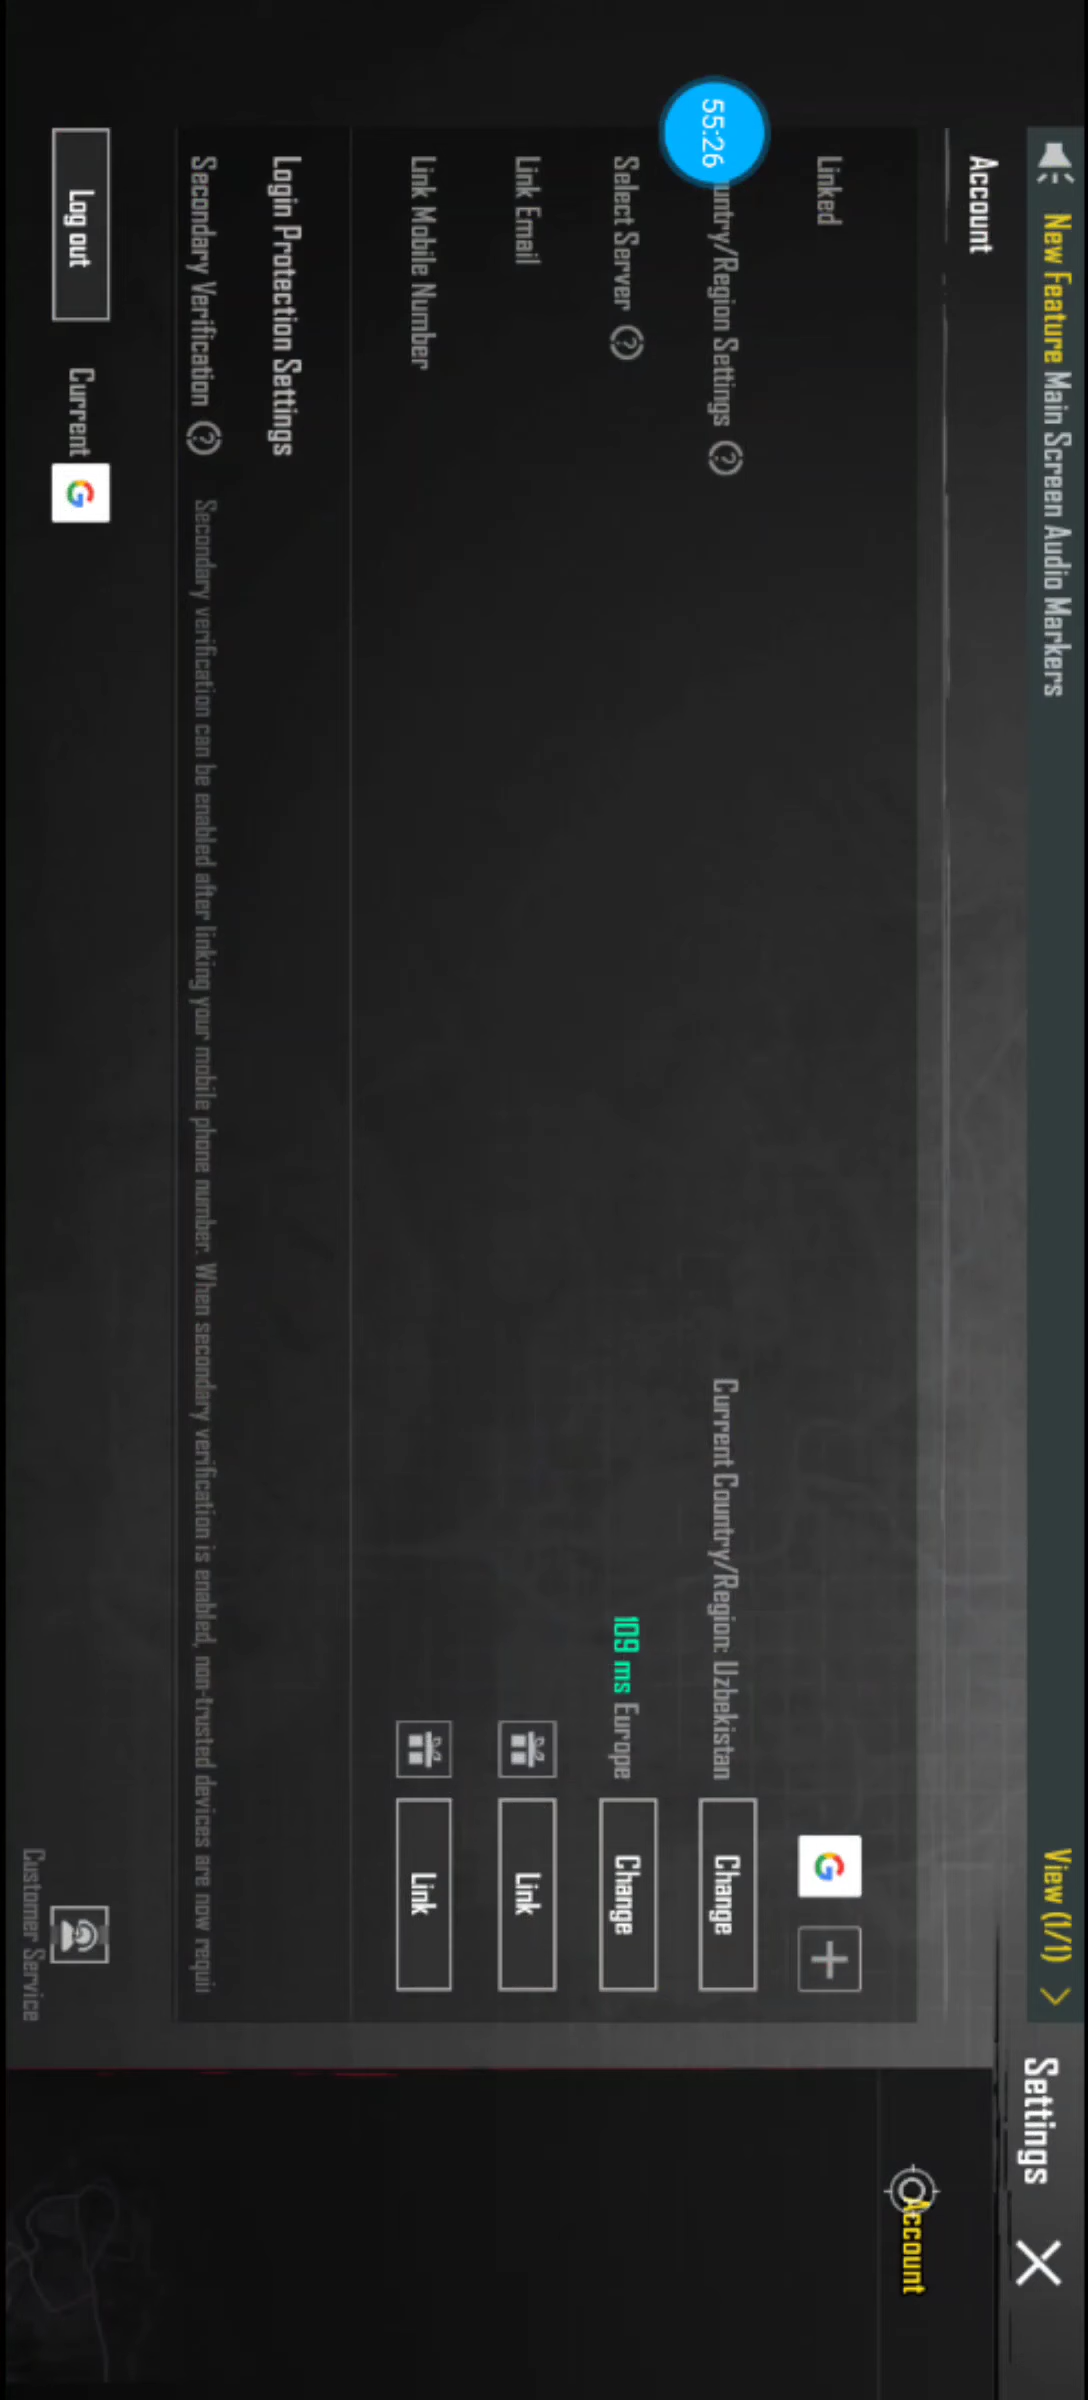 New Feature Main Screen Audio Markers
View (1/1)
Settings
Account
Account
Linked
55:26
untry/Region Settings
Current Country/Region: Uzbekistan
Change
Select Server
109 ms Europe
Change
Link Email
Link
Link Mobile Number
Link
Login Protection Settings
Secondary Verification
Secondary verification can be enabled after linking your mobile phone number. When secondary verification is enabled, non-trusted devices are now requi
Log out
Current
Customer Service